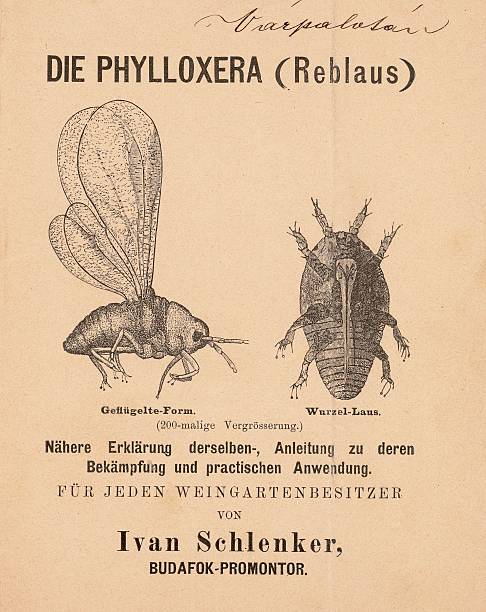 Várpalotán
DIE PHYLLOXERA (Reblaus)
Geflügelte-Form. Wurzel-Laus.
(200-malige Vergrösserung.)
Nähere Erklärung derselben-, Anleitung zu deren
Bekämpfung und practischen Anwendung.
FÜR JEDEN WEINGARTENBESITZER
VON
Ivan Schlenker,
BUDAFOK-PROMONTOR.